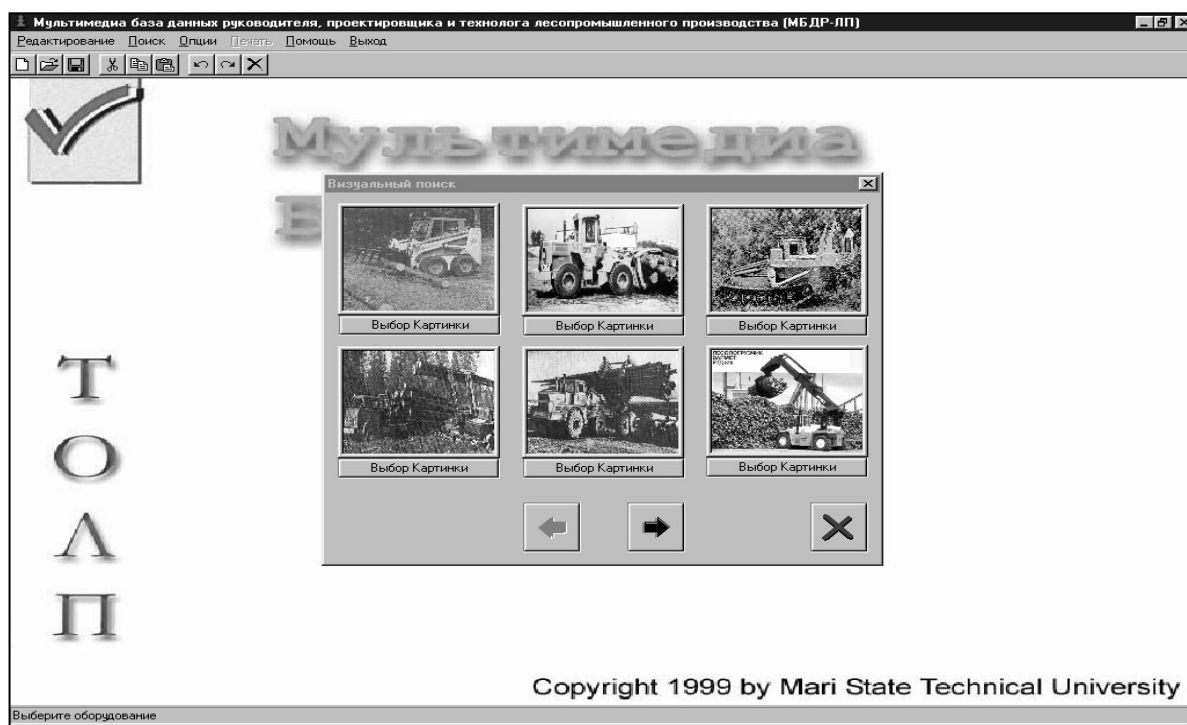 Мультимедиа база данных руководителя, проектировщика и технолога лесопромышленного производства (МБДР-ЛП)
Редактирование Поиск Опции Печать Помощь Выход
Мультимедиа
Б
Визуальный поиск
ЛЕСОПОГРУЗЧИК
ВАЛМЕТ
Выбор Картинки Выбор Картинки Выбор Картинки
Выбор Картинки Выбор Картинки Выбор Картинки
Т
О
Л
П
Copyright 1999 by Mari State Technical University
Выберите оборудование